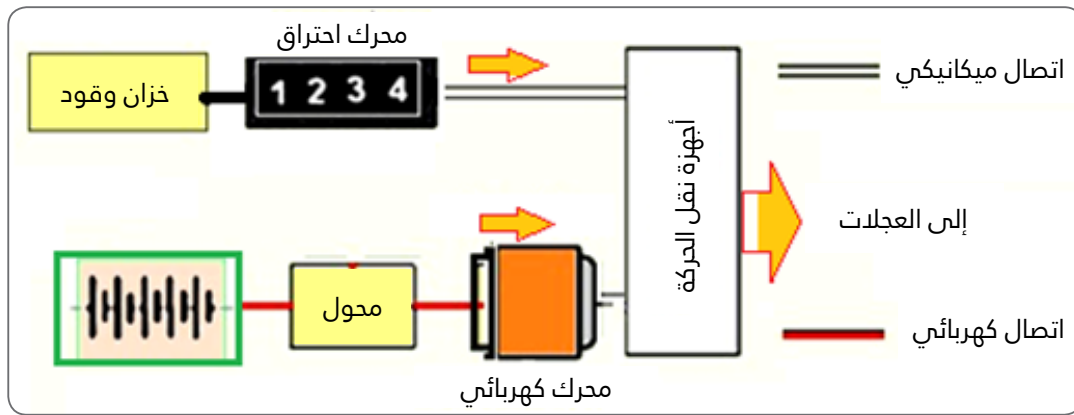 محرك احتراق
اتصال ميكانيكي
خزان وقود
1 2 3 4
أجهزة نقل الحركة
إلى العجلات
محول
اتصال كهربائي
محرك كهربائي